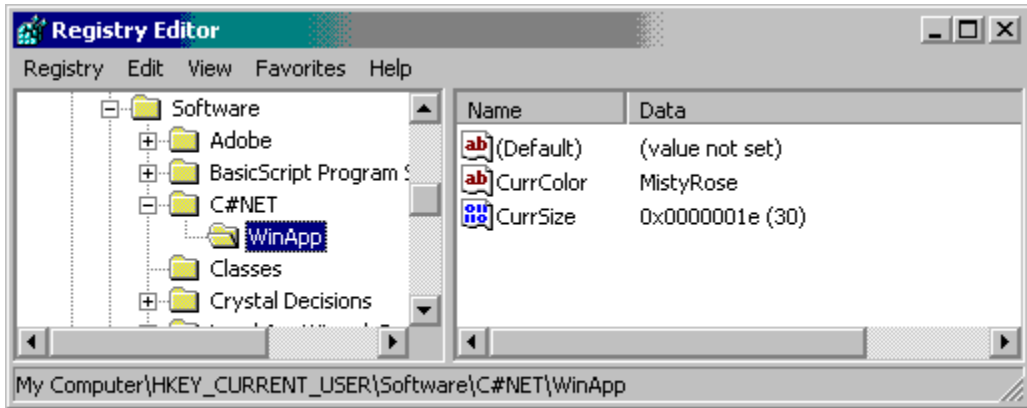 Registry Editor
Registry Edit View Favorites Help
Software
Adobe
BasicScript Program
C#NET
WinApp
Classes
Crystal Decisions
Name Data
(Default) (value not set)
CurrColor MistyRose
CurrSize 0x0000001e (30)
My Computer\HKEY_CURRENT_USER\Software\C#NET\WinApp